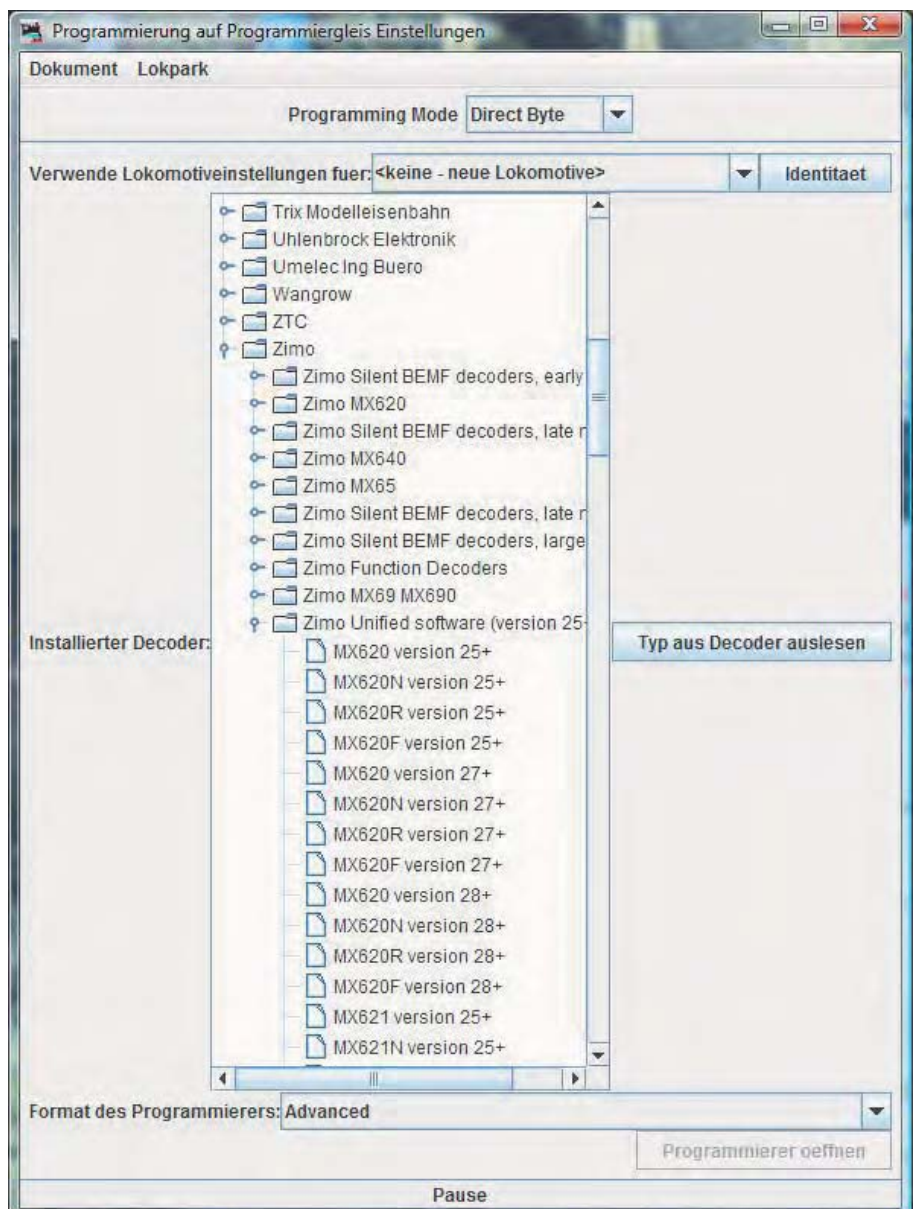 Programmierung auf Programmiergleis Einstellungen
Dokument Lokpark
Programming Mode Direct Byte
Verwende Lokomotiveinstellungen fuer: <keine - neue Lokomotive> Identitaet
Trix Modelleisenbahn
Uhlenbrock Elektronik
Umelec Ing Buero
Wangrow
ZTC
Zimo
Zimo Silent BEMF decoders, early
Zimo MX620
Zimo Silent BEMF decoders, late
Zimo MX640
Zimo MX65
Zimo Silent BEMF decoders, late
Zimo Silent BEMF decoders, large
Zimo Function Decoders
Zimo MX69 MX690
Zimo Unified software (version 25
Installierter Decoder: Typ aus Decoder auslesen
MX620 version 25+
MX620N version 25+
MX620R version 25+
MX620F version 25+
MX620 version 27+
MX620N version 27+
MX620R version 27+
MX620F version 27+
MX620 version 28+
MX620N version 28+
MX620R version 28+
MX620F version 28+
MX621 version 25+
MX621N version 25+
Format des Programmierers: Advanced
Programmierer oeffnen
Pause